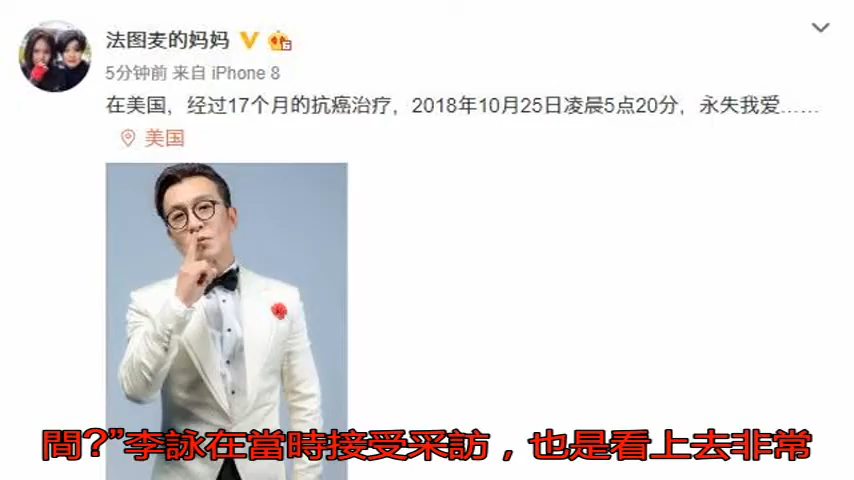 法图麦的妈妈
5分钟前 来自 iPhone 8
在美国，经过17个月的抗癌治疗，2018年10月25日凌晨5点20分，永失我爱……
美国
間?”李詠在當時接受采訪，也是看上去非常